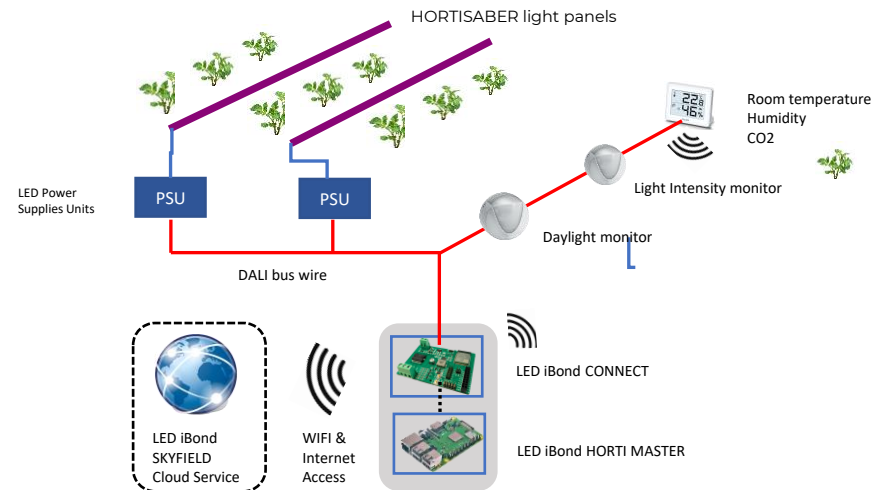 HORTISABER light panels
Room temperature
Humidity
CO2
Light Intensity monitor
LED Power
Supplies Units
PSU
PSU
Daylight monitor
DALI bus wire
LED iBond CONNECT
LED iBond
SKYFIELD
Cloud Service
WIFI &
Internet
Access
LED iBond HORTI MASTER